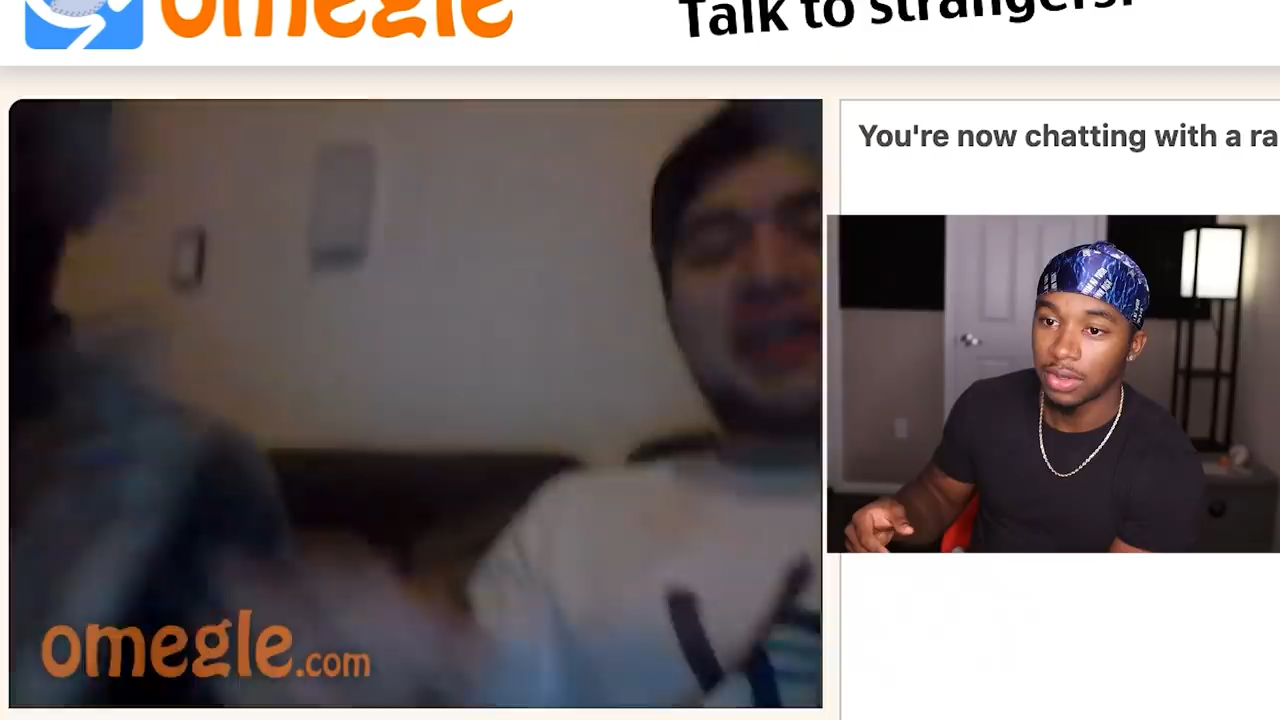 omegle
Talk to strangers!
You're now chatting with a ra
omegle.com